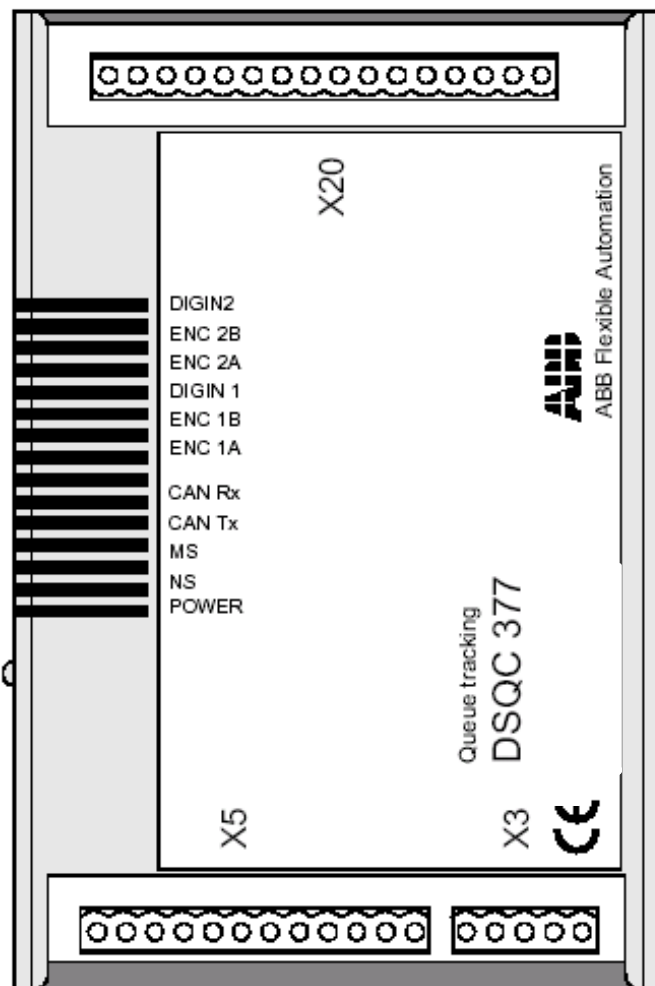 X20
DIGIN2
ENC 2B
ENC 2A
DIGIN 1
ENC 1B
ENC 1A
CAN Rx
CAN Tx
MS
NS
POWER
ABB
ABB Flexible Automation
Queue tracking
DSQC 377
X5
X3
CE